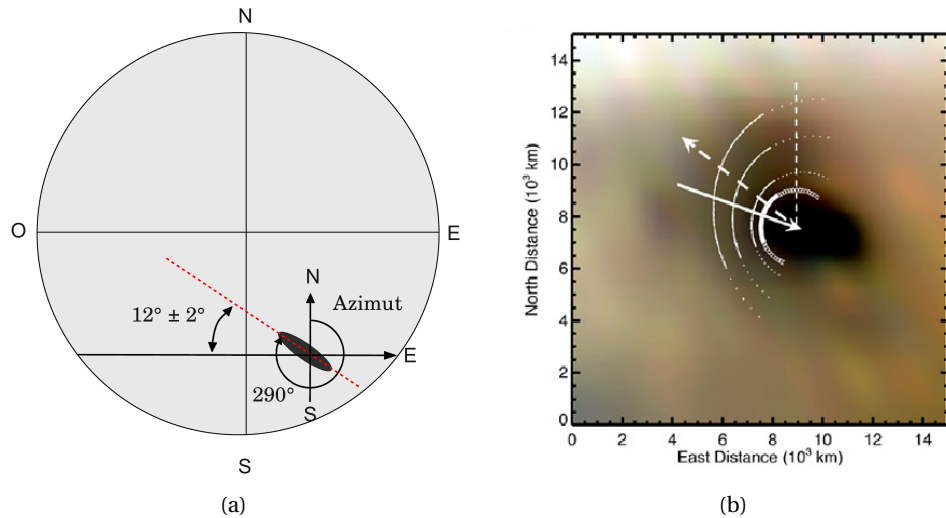 N
O
E
12° ± 2°
N
Azimut
E
290°
S
S
(a)
North Distance (10³ km)
14
12
10
8
6
4
2
0
0 2 4 6 8 10 12 14
East Distance (10³ km)
(b)